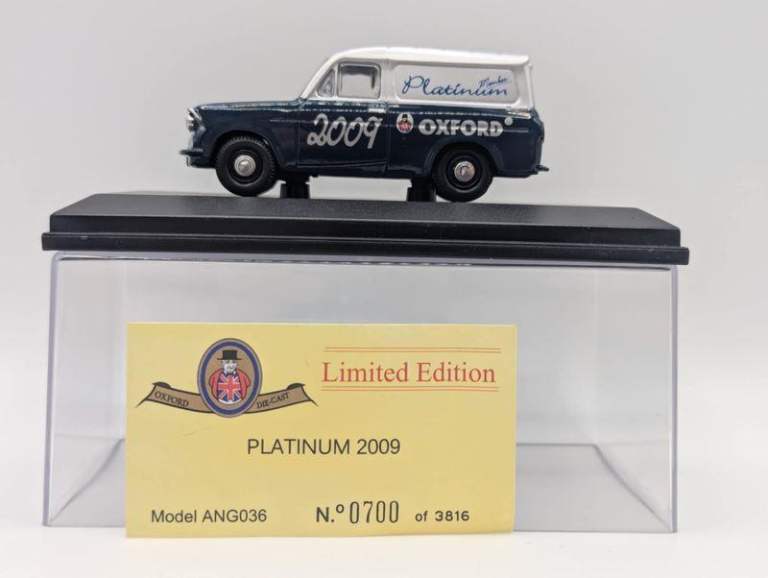 Platinum Member
2009 OXFORD
OXFORD DIE-CAST
Limited Edition
PLATINUM 2009
Model ANG036 N.º 0700 of 3816